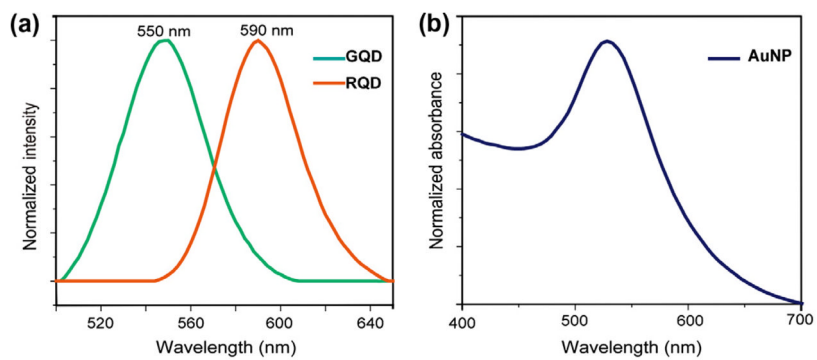 (a)
550 nm
590 nm
GQD
RQD
Normalized intensity
520
560
600
640
Wavelength (nm)
(b)
AuNP
Normalized absorbance
400
500
600
700
Wavelength (nm)